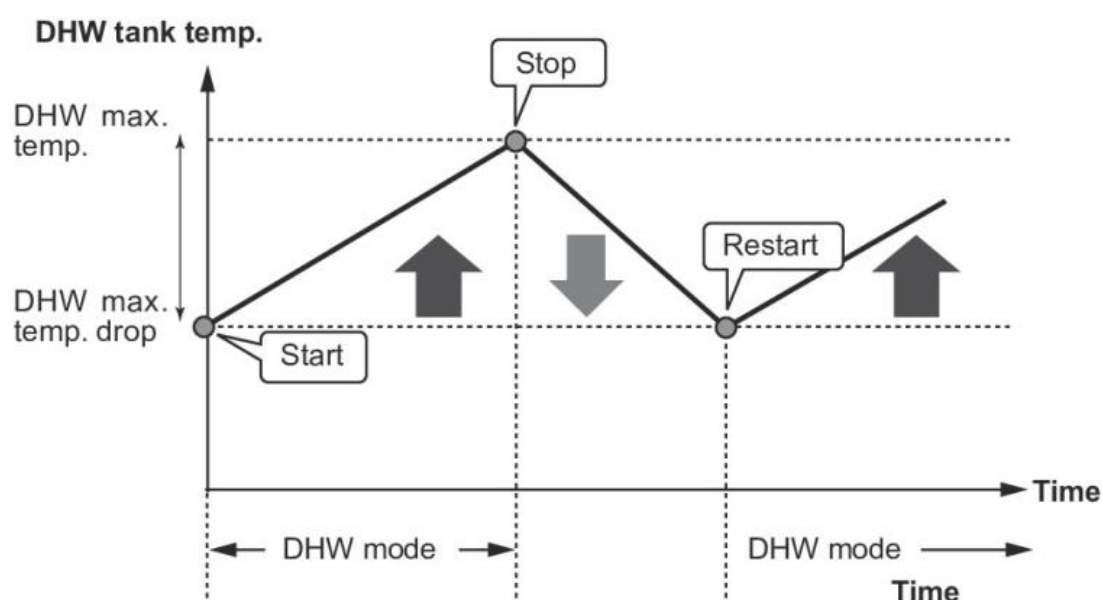 DHW tank temp.
Stop
DHW max.
temp.
Restart
DHW max.
temp. drop
Start
Time
DHW mode
DHW mode
Time